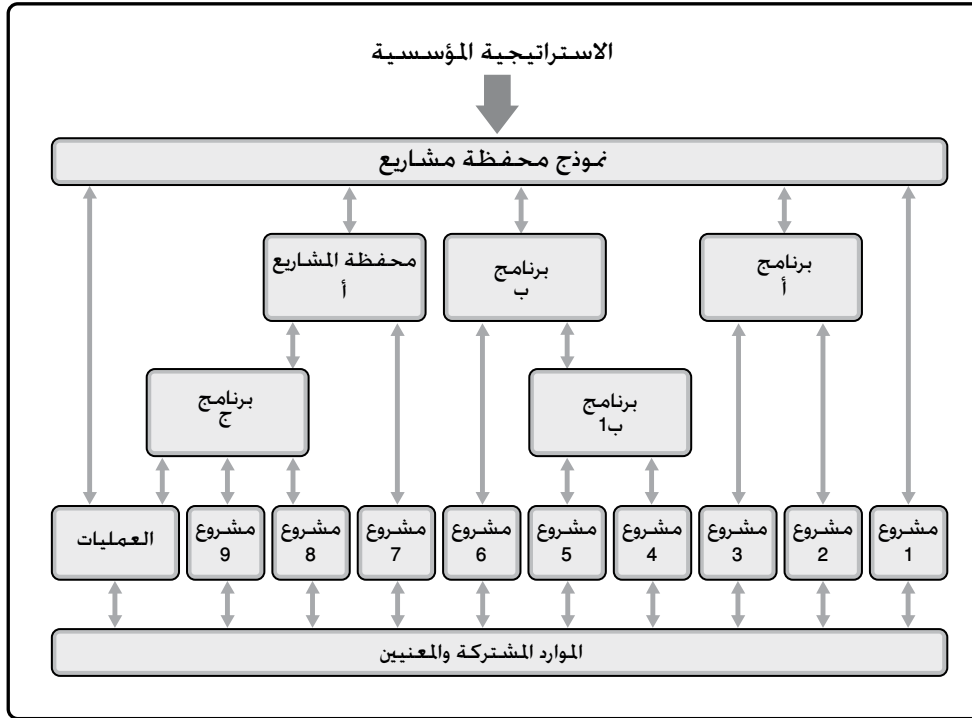 الاستراتيجية المؤسسية
نموذج محفظة مشاريع
برنامج
أ
برنامج
ب
محفظة المشاريع
أ
برنامج
ب1
برنامج
ج
مشروع
1
مشروع
2
مشروع
3
مشروع
4
مشروع
5
مشروع
6
مشروع
7
مشروع
8
مشروع
9
العمليات
الموارد المشتركة والمعنيين